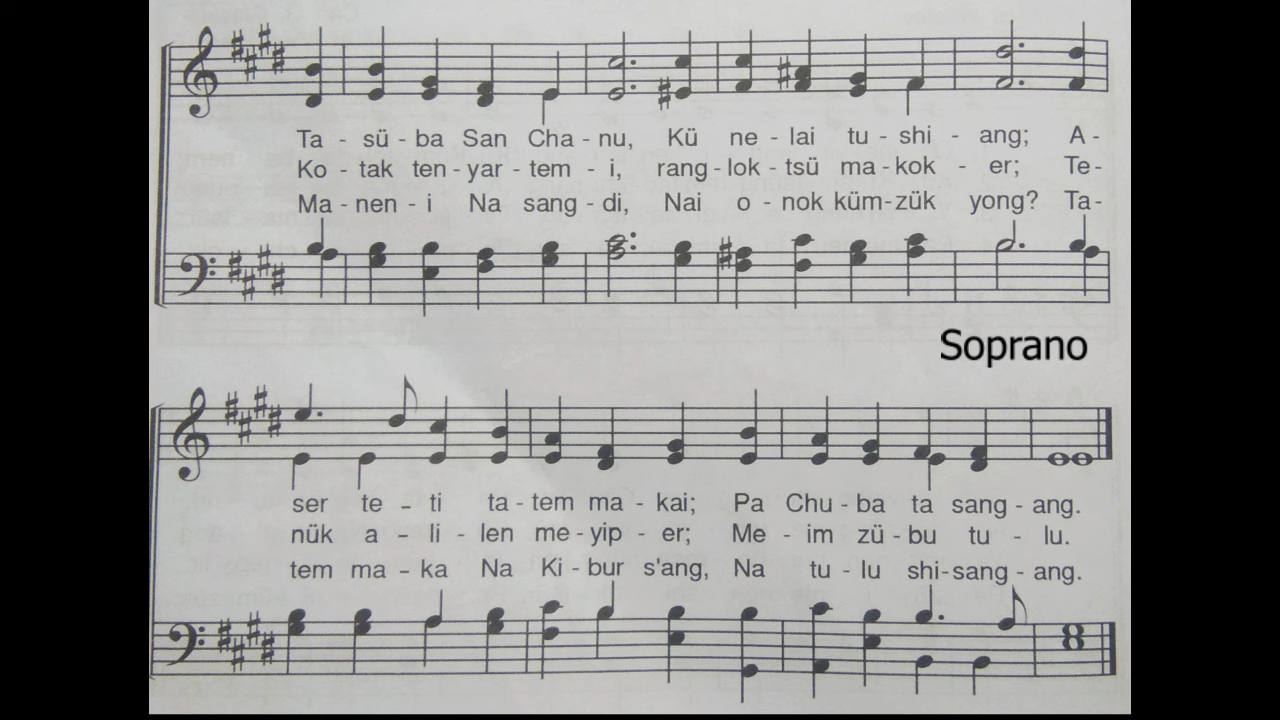 Ta - sü - ba San Cha - nu, Kü ne - lai tu - shi - ang; A -
Ko - tak ten - yar - tem - i, rang - lok - tsü ma - kok - er; Te -
Ma - nen - i Na sang - di, Nai o - nok küm - zük yong? Ta -
Soprano
ser te - ti ta - tem ma - kai; Pa Chu - ba ta sang - ang.
nük a - li - len me - yip - er; Me - im zü - bu tu - lu.
tem ma - ka Na Ki - bur s'ang, Na tu - lu shi - sang - ang.